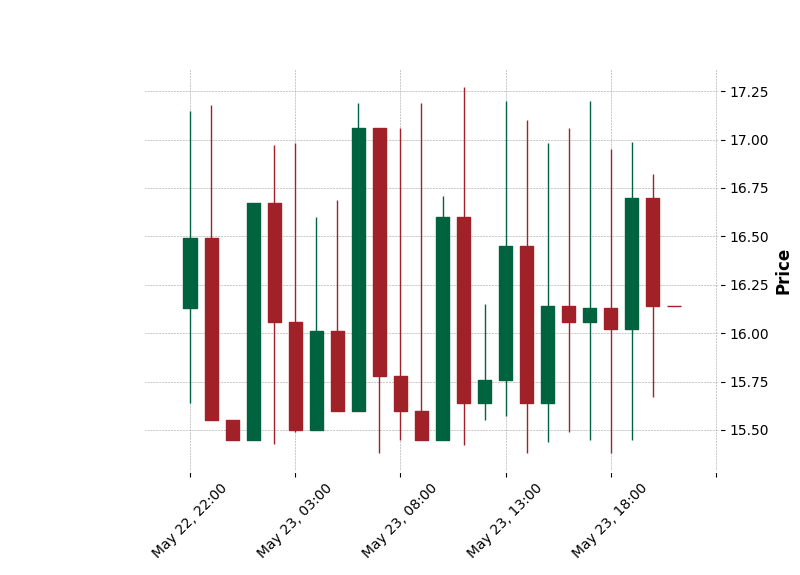 17.25
17.00
16.75
16.50
16.25
16.00
15.75
15.50
Price
May 22, 22:00
May 23, 03:00
May 23, 08:00
May 23, 13:00
May 23, 18:00